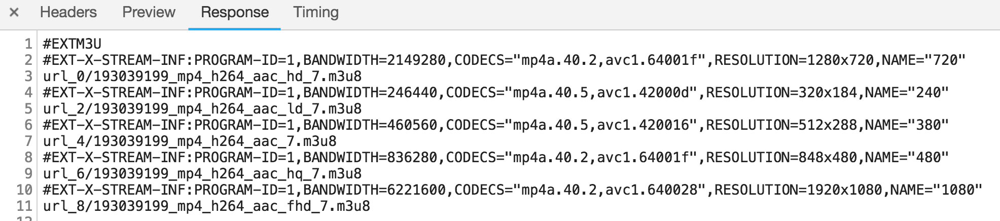 × Headers Preview Response Timing
1 #EXTM3U
2 #EXT-X-STREAM-INF:PROGRAM-ID=1,BANDWIDTH=2149280,CODECS="mp4a.40.2,avc1.64001f",RESOLUTION=1280x720,NAME="720"
3 url_0/193039199_mp4_h264_aac_hd_7.m3u8
4 #EXT-X-STREAM-INF:PROGRAM-ID=1,BANDWIDTH=246440,CODECS="mp4a.40.5,avc1.42000d",RESOLUTION=320x184,NAME="240"
5 url_2/193039199_mp4_h264_aac_ld_7.m3u8
6 #EXT-X-STREAM-INF:PROGRAM-ID=1,BANDWIDTH=460560,CODECS="mp4a.40.5,avc1.420016",RESOLUTION=512x288,NAME="380"
7 url_4/193039199_mp4_h264_aac_7.m3u8
8 #EXT-X-STREAM-INF:PROGRAM-ID=1,BANDWIDTH=836280,CODECS="mp4a.40.2,avc1.64001f",RESOLUTION=848x480,NAME="480"
9 url_6/193039199_mp4_h264_aac_hq_7.m3u8
10 #EXT-X-STREAM-INF:PROGRAM-ID=1,BANDWIDTH=6221600,CODECS="mp4a.40.2,avc1.640028",RESOLUTION=1920x1080,NAME="1080"
11 url_8/193039199_mp4_h264_aac_fhd_7.m3u8
12